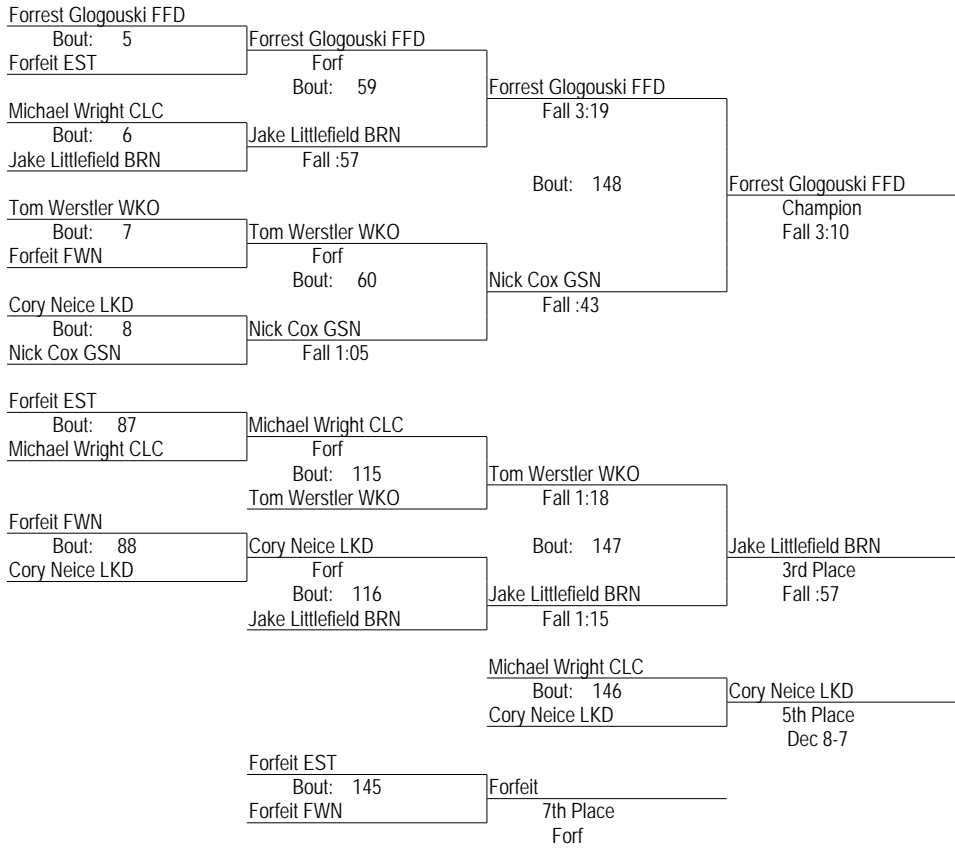 Forrest Glogouski FFD
Bout: 5
Forfeit EST
Forrest Glogouski FFD
Forf
Bout: 59
Michael Wright CLC
Bout: 6
Jake Littlefield BRN
Jake Littlefield BRN
Fall :57
Forrest Glogouski FFD
Fall 3:19
Bout: 148
Tom Werstler WKO
Bout: 7
Forfeit FWN
Tom Werstler WKO
Forf
Bout: 60
Cory Neice LKD
Bout: 8
Nick Cox GSN
Nick Cox GSN
Fall 1:05
Nick Cox GSN
Fall :43
Forrest Glogouski FFD
Champion
Fall 3:10
Forfeit EST
Bout: 87
Michael Wright CLC
Michael Wright CLC
Forf
Bout: 115
Tom Werstler WKO
Tom Werstler WKO
Fall 1:18
Bout: 147
Forfeit FWN
Bout: 88
Cory Neice LKD
Cory Neice LKD
Forf
Bout: 116
Jake Littlefield BRN
Jake Littlefield BRN
Fall 1:15
Jake Littlefield BRN
3rd Place
Fall :57
Michael Wright CLC
Bout: 146
Cory Neice LKD
Cory Neice LKD
5th Place
Dec 8-7
Forfeit EST
Bout: 145
Forfeit FWN
Forfeit
7th Place
Forf